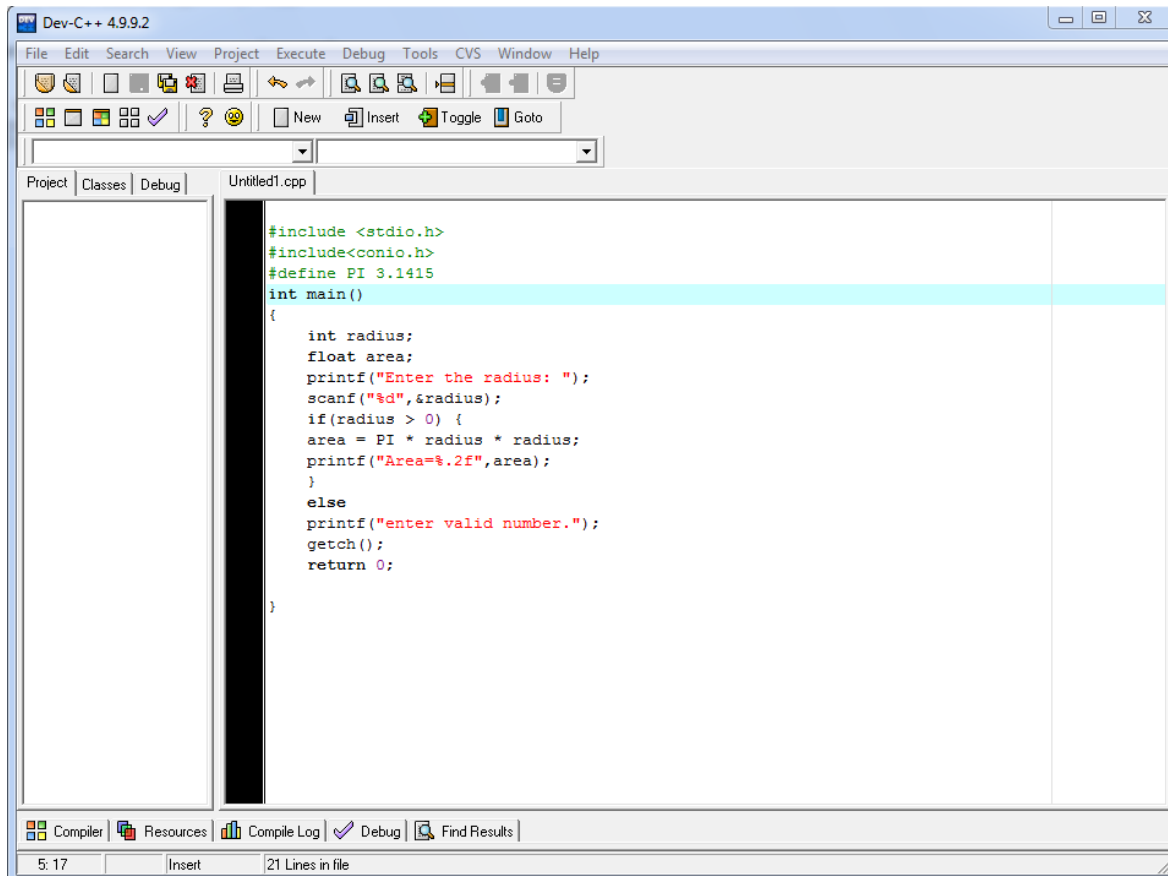 Dev-C++ 4.9.9.2
File Edit Search View Project Execute Debug Tools CVS Window Help
New Insert Toggle Goto
Project Classes Debug
Untitled1.cpp
#include <stdio.h>
#include<conio.h>
#define PI 3.1415
int main()
{
    int radius;
    float area;
    printf("Enter the radius: ");
    scanf("%d",&radius);
    if(radius > 0) {
    area = PI * radius * radius;
    printf("Area=%.2f",area);
    }
    else
    printf("enter valid number.");
    getch();
    return 0;
}
Compiler Resources Compile Log Debug Find Results
5: 17 Insert 21 Lines in file